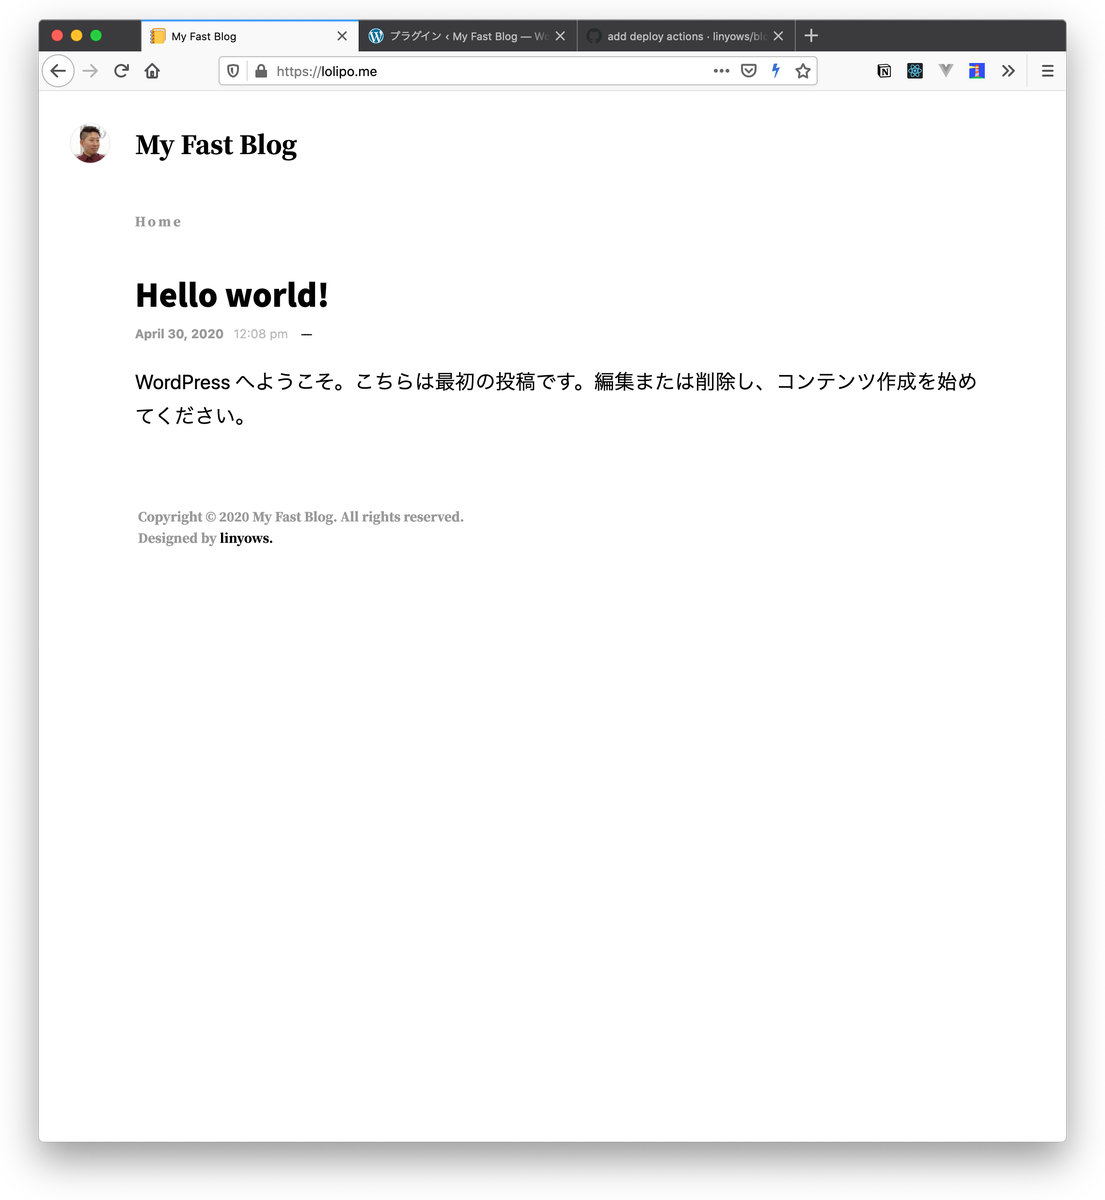 My Fast Blog
プラグイン ‹ My Fast Blog — Wo
add deploy actions · linyows/blo
https://lolipo.me
My Fast Blog
Home
Hello world!
April 30, 2020 12:08 pm —
WordPress へようこそ。こちらは最初の投稿です。編集または削除し、コンテンツ作成を始め
てください。
Copyright © 2020 My Fast Blog. All rights reserved.
Designed by linyows.